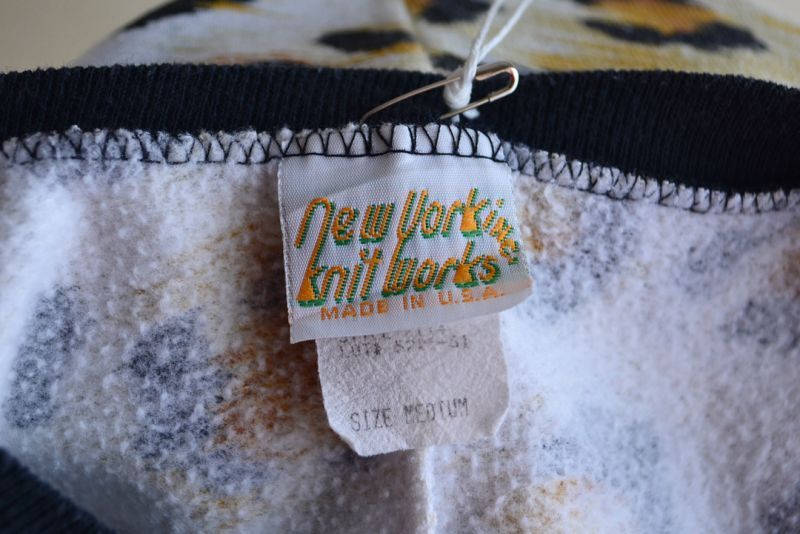 New York
knit works
INC
MADE IN U.S.A.
SIZE MEDIUM